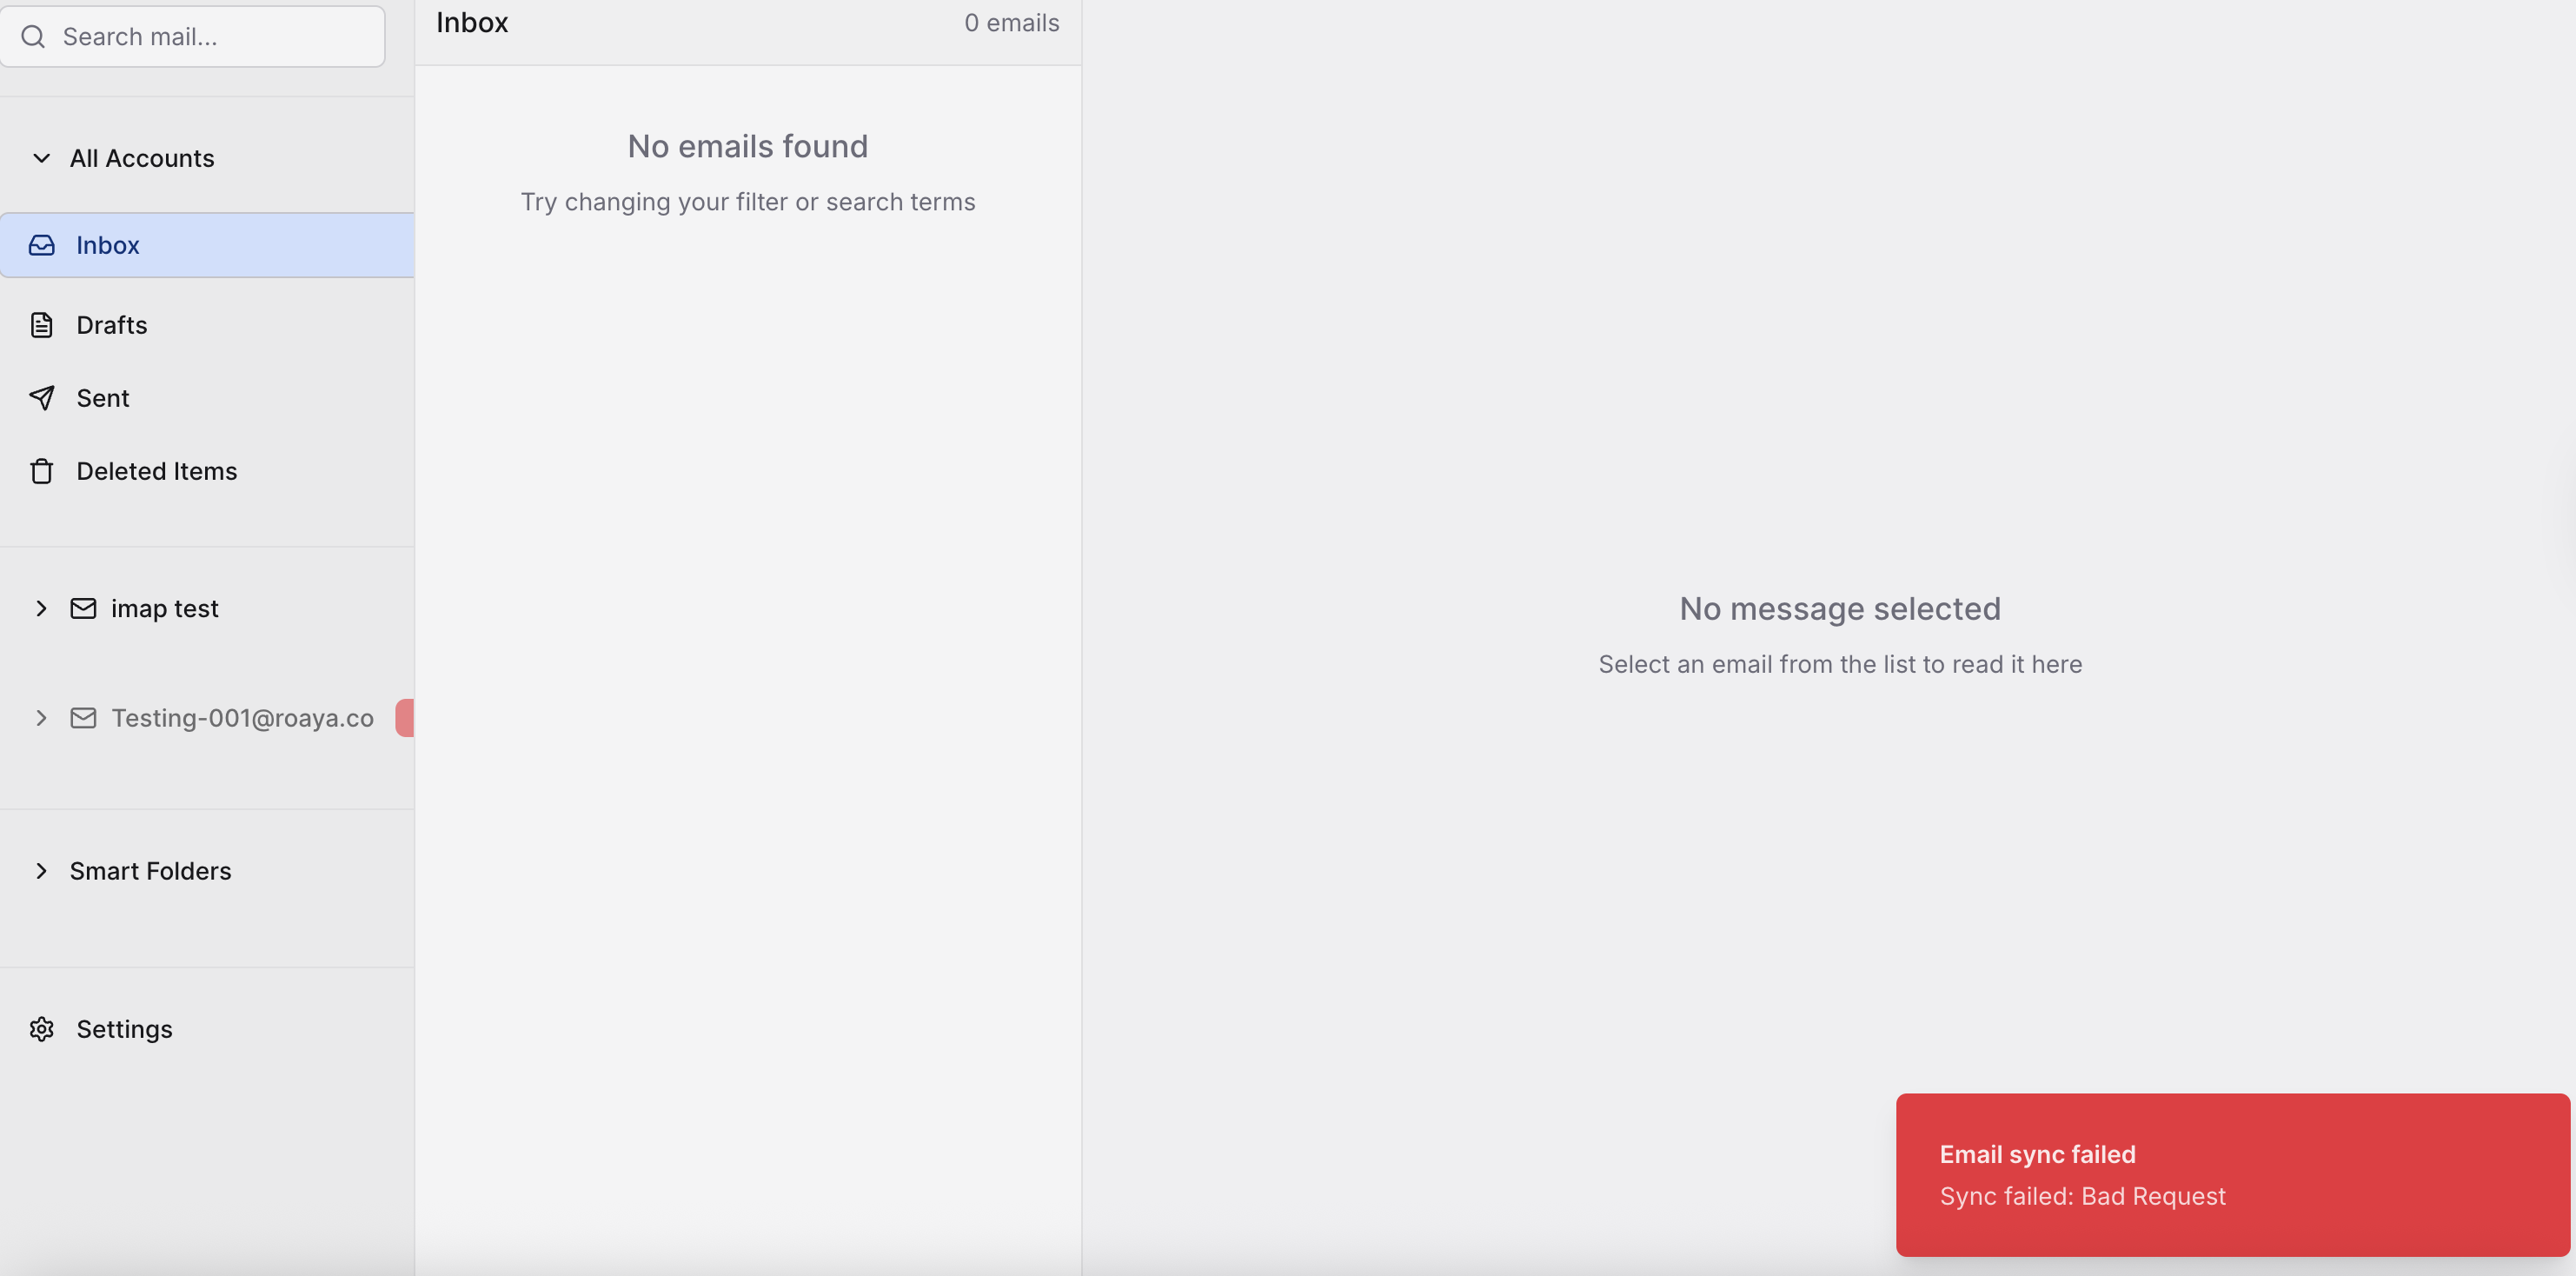 Search mail...
All Accounts
Inbox
Drafts
Sent
Deleted Items
imap test
Testing-001@roaya.co
Smart Folders
Settings
Inbox
0 emails
No emails found
Try changing your filter or search terms
No message selected
Select an email from the list to read it here
Email sync failed
Sync failed: Bad Request